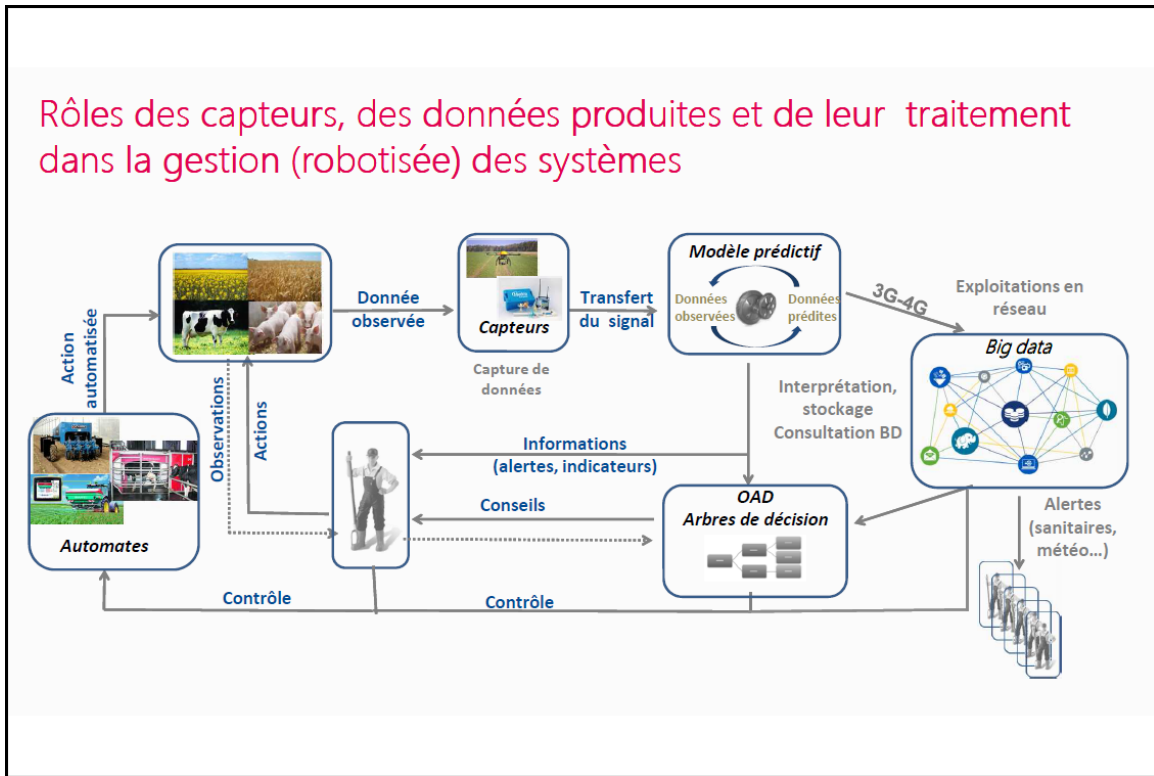 Rôles des capteurs, des données produites et de leur traitement
dans la gestion (robotisée) des systèmes
Action
automatisée
Donnée
observée
Capteurs
Capture de
données
Transfert
du signal
Modèle prédictif
Données
observées
Données
prédites
3G-4G
Exploitations en
réseau
Big data
Interprétation,
stockage
Consultation BD
Observations
Actions
Informations
(alertes, indicateurs)
Conseils
OAD
Arbres de décision
Alertes
(sanitaires,
météo...)
Automates
Contrôle
Contrôle